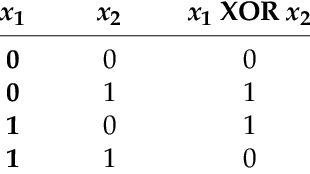 x₁ x₂ x₁ XOR x₂
0 0 0
0 1 1
1 0 1
1 1 0